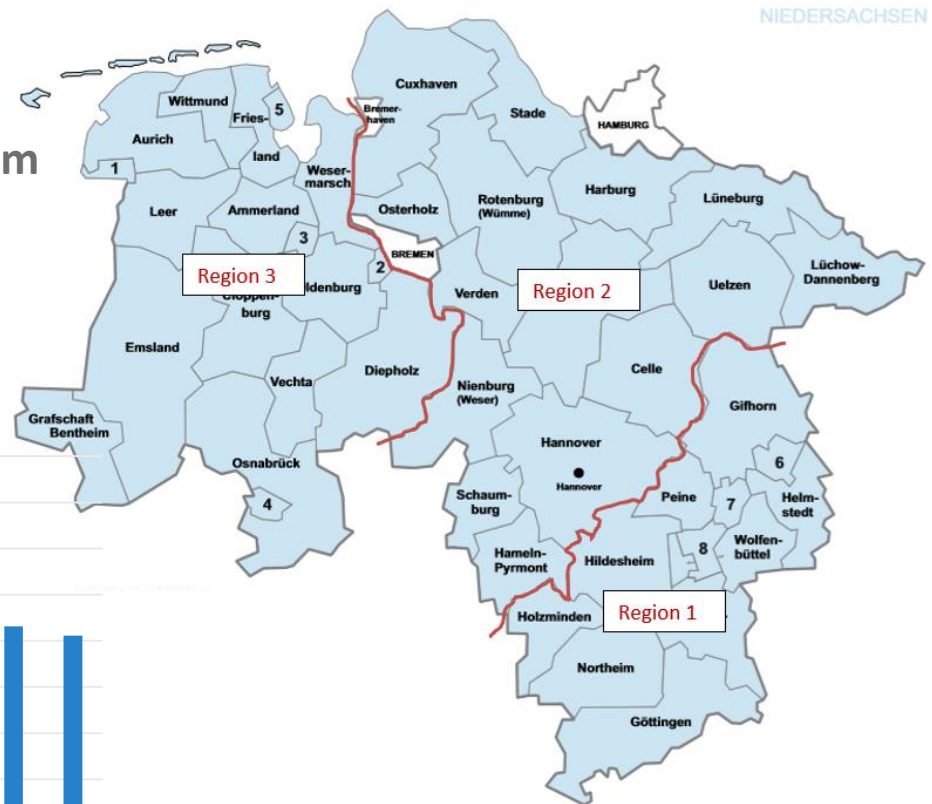 NIEDERSACHSEN
m
Cuxhaven
Wittmund
Fries-
land
5
Bremer-
haven
Stade
HAMBURG
Aurich
1
Weser-
marsch
Leer
Ammerland
Osterholz
Rotenburg
(Wümme)
Harburg
Lüneburg
3
BREMEN
2
Region 3
ldenburg
Verden
Region 2
Uelzen
Lüchow-
Dannenberg
burg
Emsland
Vechta
Diepholz
Nienburg
(Weser)
Celle
Gifhorn
Grafschaft
Bentheim
Osnabrück
4
Hannover
Hannover
6
Schaum-
burg
Peine
7
Helm-
stedt
Hameln-
Pyrmont
Hildesheim
8
Wolfen-
büttel
Holzminden
Region 1
Northeim
Göttingen